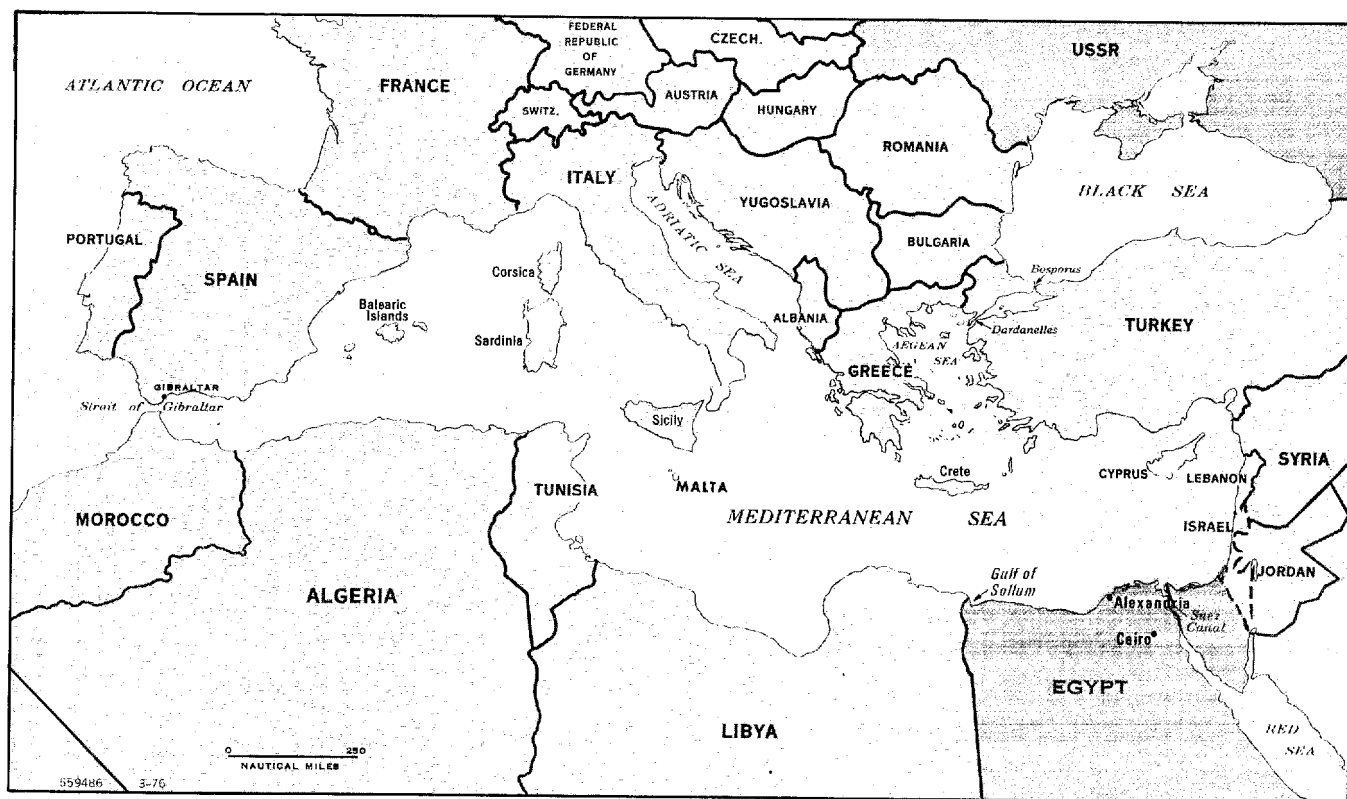 FEDERAL
REPUBLIC
OF
GERMANY
CZECH.
USSR
ATLANTIC OCEAN
FRANCE
AUSTRIA
SWITZ.
HUNGARY
ROMANIA
ITALY
BLACK SEA
YUGOSLAVIA
ADRIATIC SEA
PORTUGAL
BULGARIA
SPAIN
Corsica
Bosporus
Balearic
Islands
ALBANIA
TURKEY
Dardanelles
Sardinia
AEGEAN
SEA
GREECE
GIBRALTAR
Strait of Gibraltar
Sicily
SYRIA
Crete
CYPRUS
LEBANON
TUNISIA
MALTA
MOROCCO
MEDITERRANEAN SEA
ISRAEL
JORDAN
Gulf of
Sollum
ALGERIA
Alexandria
Suez
Canal
Cairo
EGYPT
LIBYA
RED
SEA
0 250
NAUTICAL MILES
559486 3-76